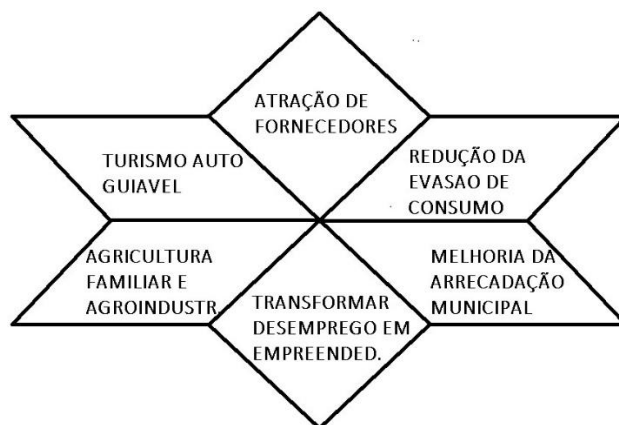 ATRAÇÃO DE
FORNECEDORES
TURISMO AUTO
GUIAVEL
REDUÇÃO DA
EVASAO DE
CONSUMO
AGRICULTURA
FAMILIAR E
AGROINDUSTR.
TRANSFORMAR
DESEMPREGO EM
EMPREENDED.
MELHORIA DA
ARRECADAÇÃO
MUNICIPAL